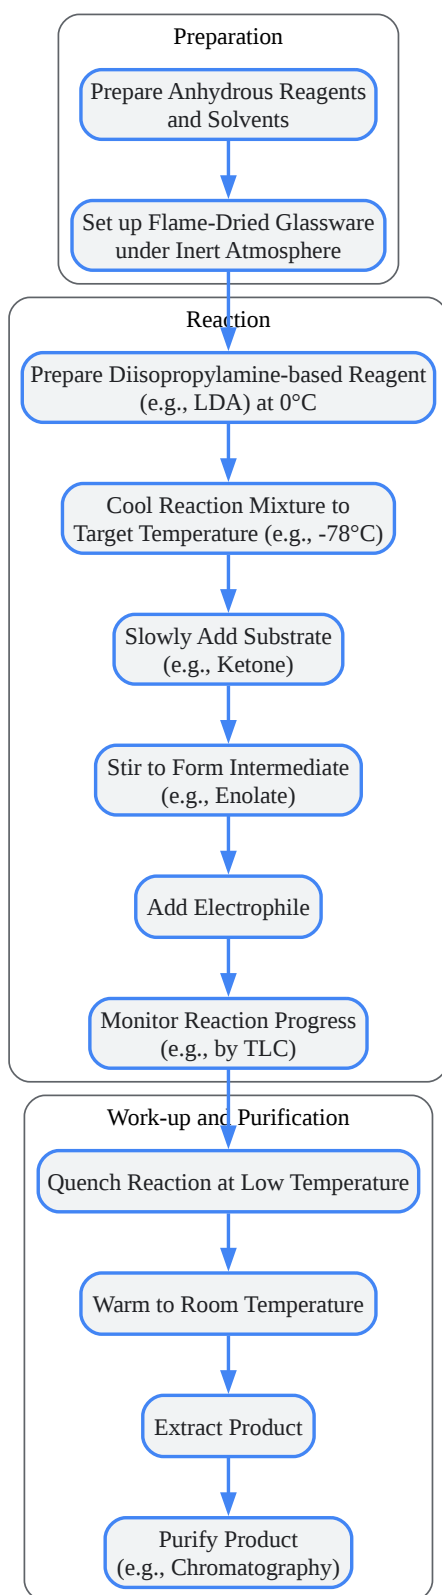 Preparation
Prepare Anhydrous Reagents
and Solvents
Set up Flame-Dried Glassware
under Inert Atmosphere
Reaction
Prepare Diisopropylamine-based Reagent
(e.g., LDA) at 0°C
Cool Reaction Mixture to
Target Temperature (e.g., -78°C)
Slowly Add Substrate
(e.g., Ketone)
Stir to Form Intermediate
(e.g., Enolate)
Add Electrophile
Monitor Reaction Progress
(e.g., by TLC)
Work-up and Purification
Quench Reaction at Low Temperature
Warm to Room Temperature
Extract Product
Purify Product
(e.g., Chromatography)